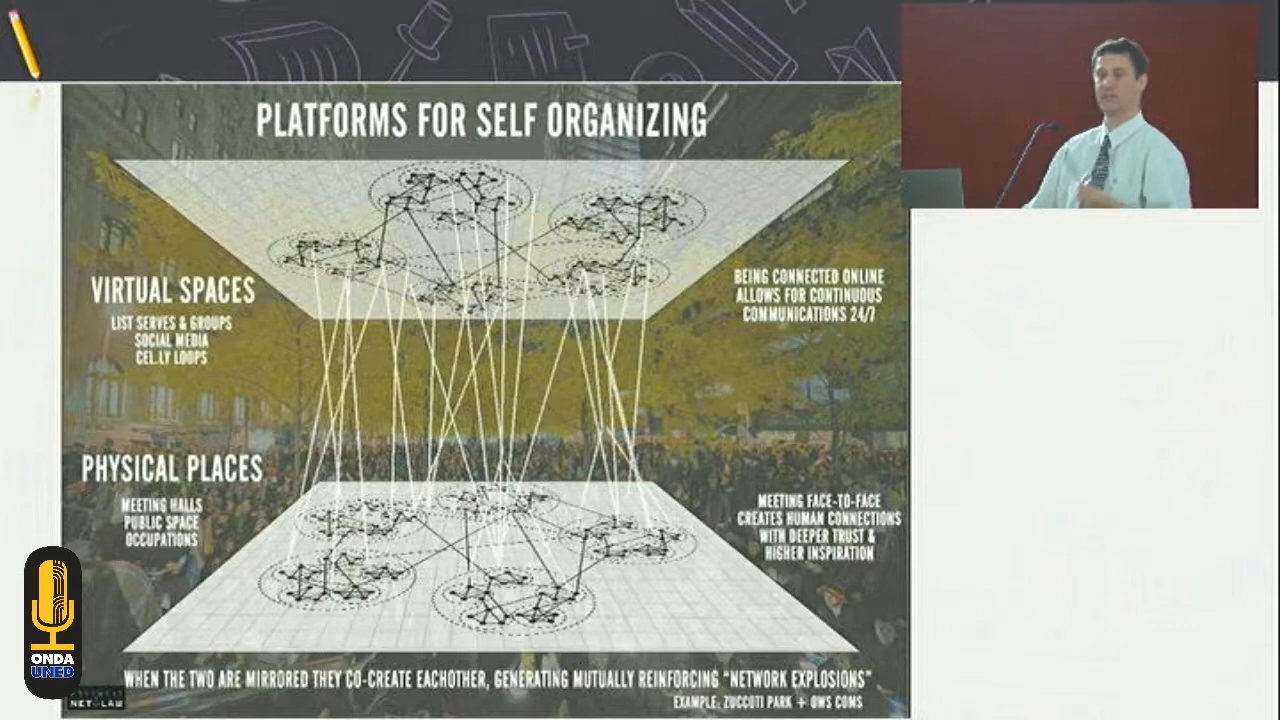 PLATFORMS FOR SELF ORGANIZING
VIRTUAL SPACES
LIST SERVES & GROUPS
SOCIAL MEDIA
CEL.LY LOOPS
BEING CONNECTED ONLINE
ALLOWS FOR CONTINUOUS
COMMUNICATIONS 24/7
PHYSICAL PLACES
MEETING HALLS
PUBLIC SPACE
OCCUPATIONS
MEETING FACE-TO-FACE
CREATES HUMAN CONNECTIONS
WITH DEEPER TRUST &
HIGHER INSPIRATION
WHEN THE TWO ARE MIRRORED THEY CO-CREATE EACHOTHER, GENERATING MUTUALLY REINFORCING "NETWORK EXPLOSIONS"
EXAMPLE: ZUCCOTI PARK + OWS COMS
ONDA
UNED